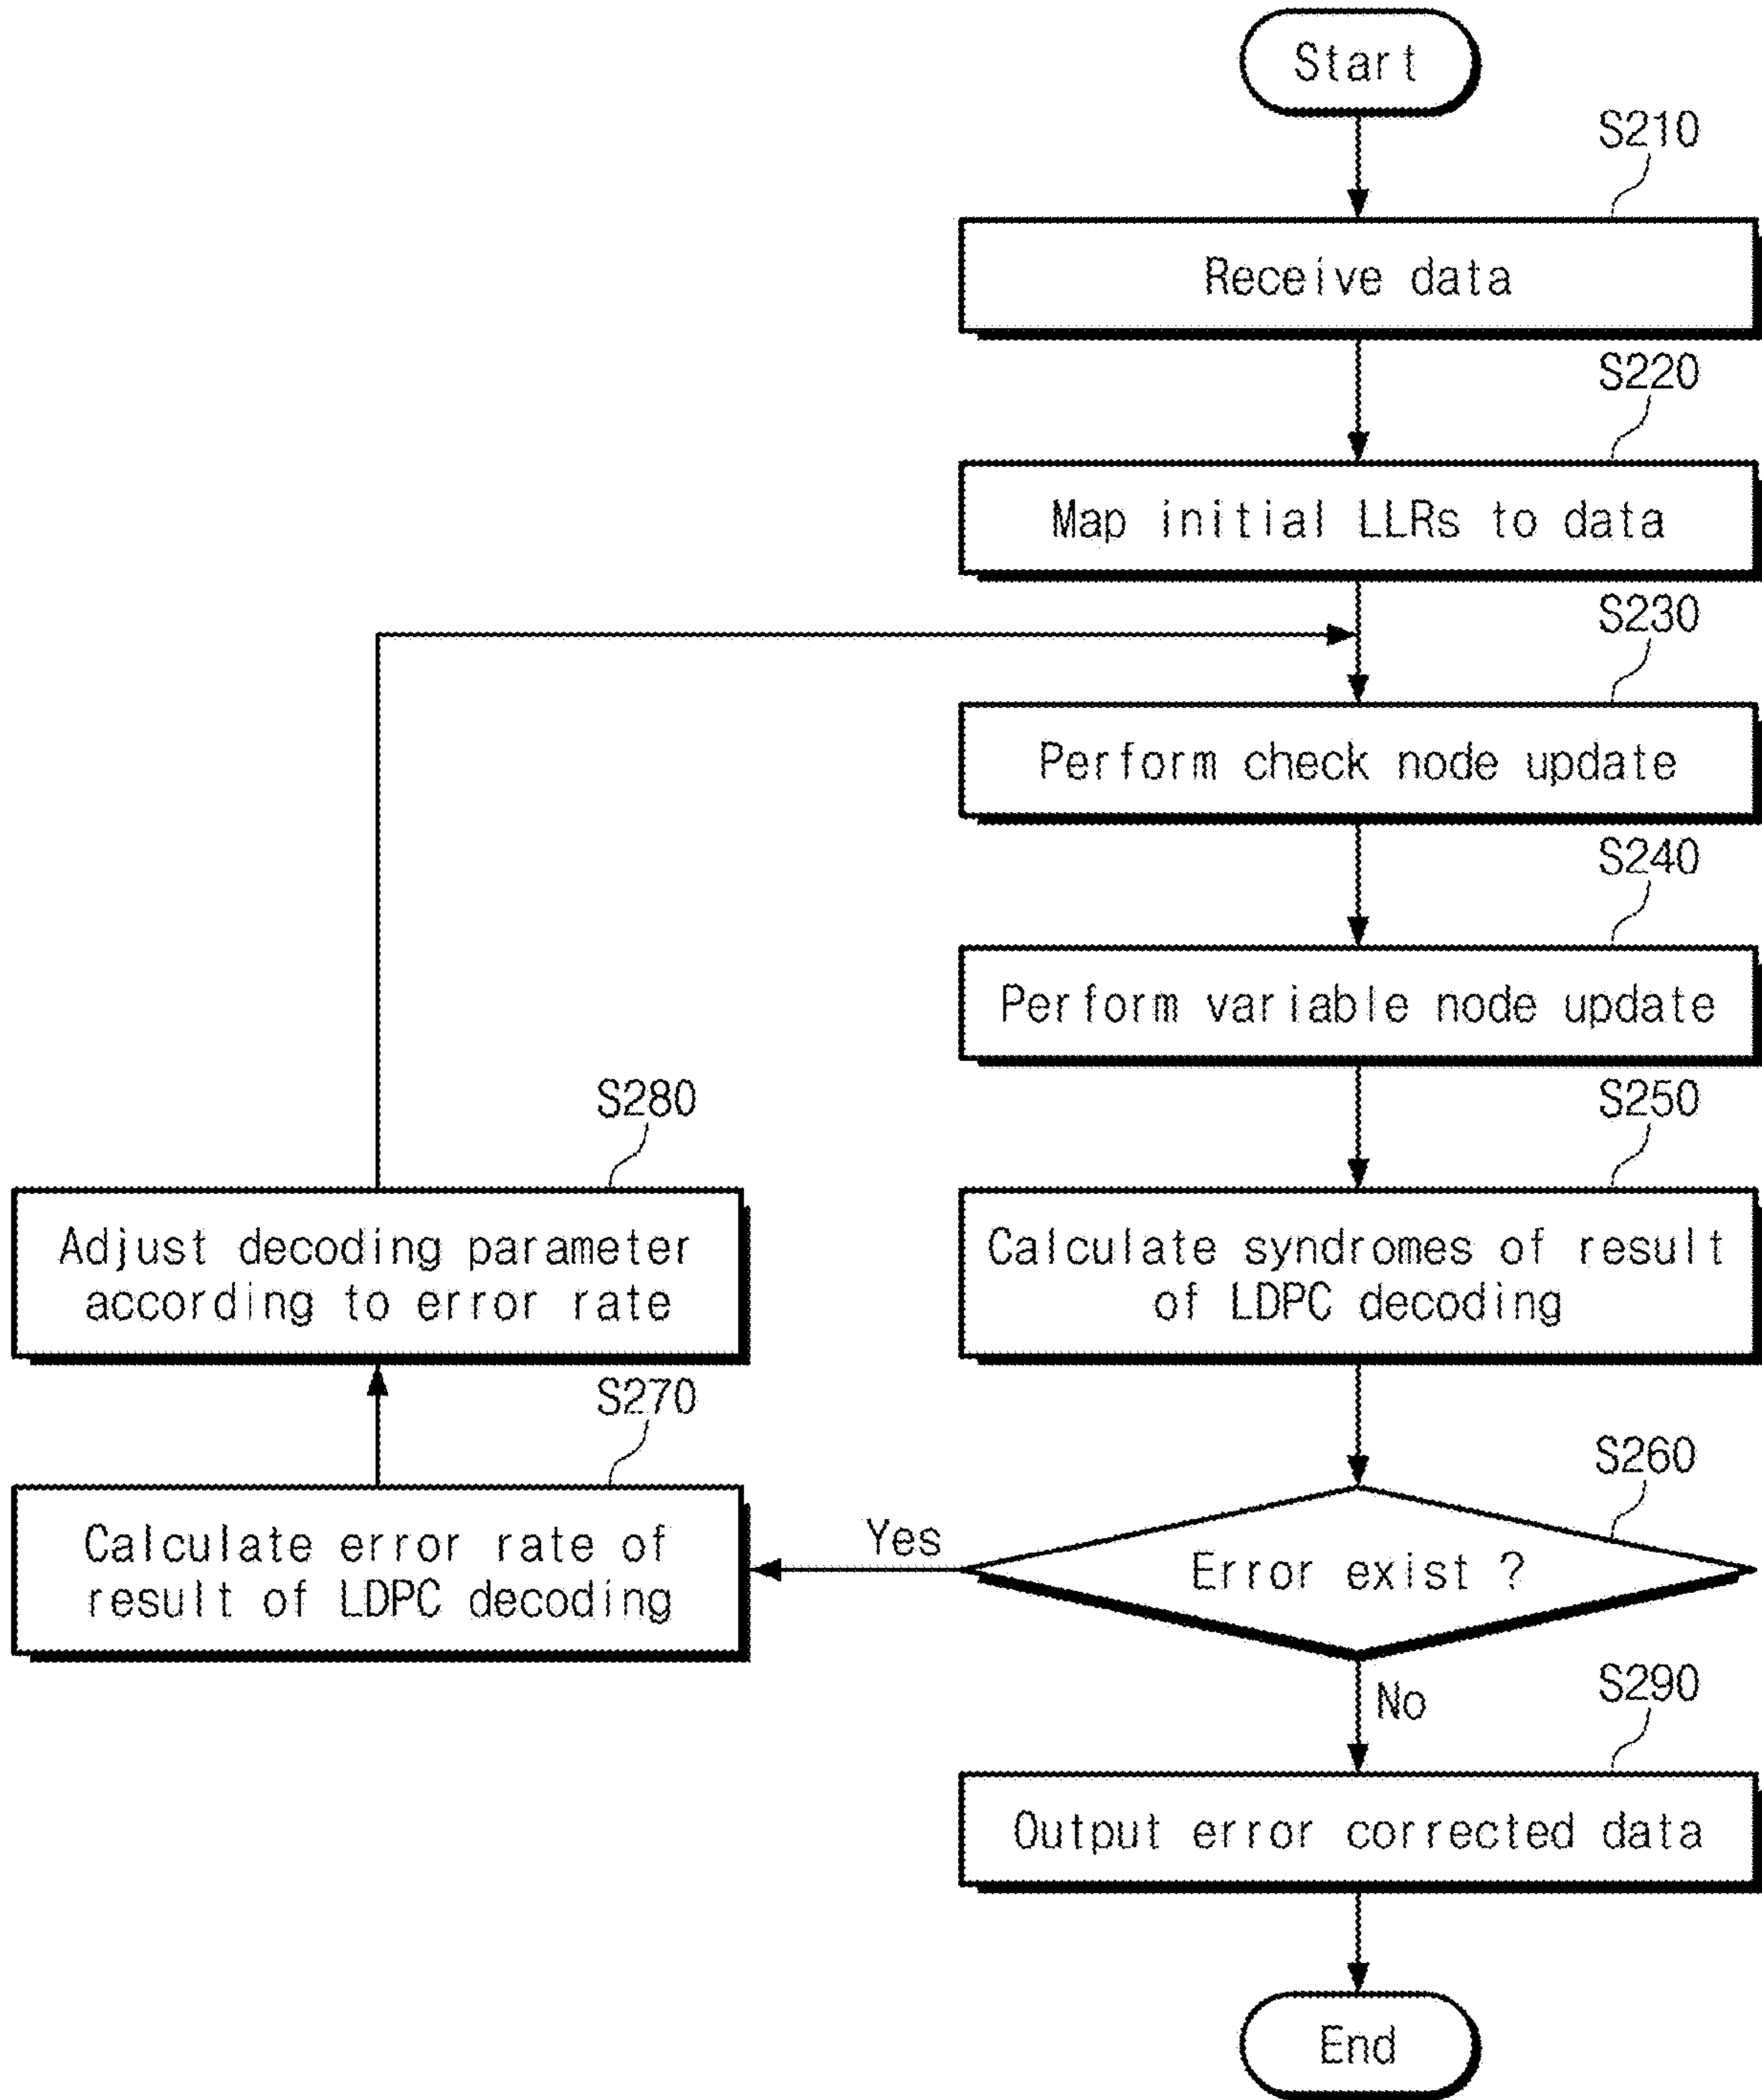 Start
S210
Receive data
S220
Map initial LLRs to data
S230
Perform check node update
S240
Perform variable node update
S280
S250
Adjust decoding parameter
according to error rate
Calculate syndromes of result
of LDPC decoding
S270
S260
Calculate error rate of
result of LDPC decoding
Yes
Error exist ?
No
S290
Output error corrected data
End